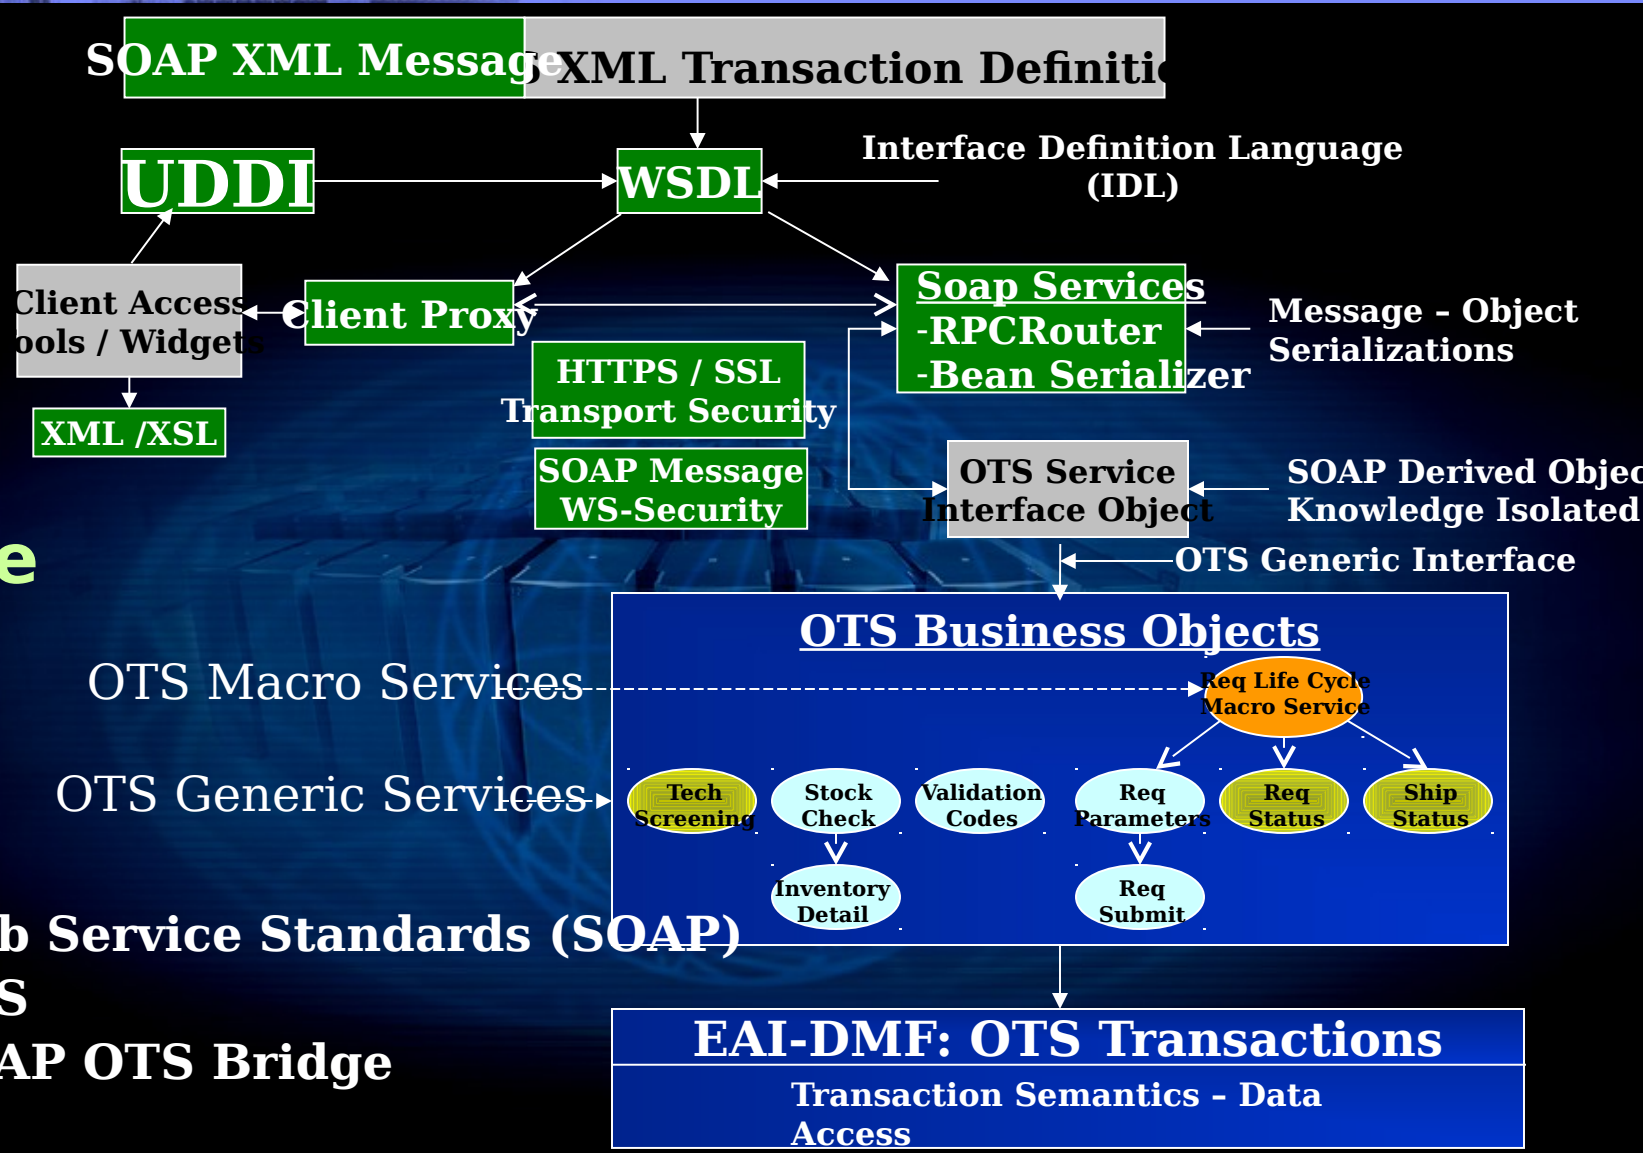 SOAP XML Message
XML Transaction
UDDI
WSDL
Interface Definition Language
(IDL)
Client Access
/ Widgets
Client Proxy
Soap Services
-RPCRouter
-Bean Serializer
Message – Object
Serializations
HTTPS / SSL
Transport Security
XML /XSL
SOAP Message
WS-Security
OTS Service
Interface Object
SOAP Derived
Knowledge Isolated
OTS Generic Interface
e
OTS Business Objects
OTS Macro Services
Req Life Cycle
Macro Service
OTS Generic Services
Tech
Screening
Stock
Check
Validation
Codes
Req
Parameters
Req
Status
Ship
Status
Inventory
Detail
Req
Submit
b Service Standards (SOAP)
S
AP OTS Bridge
EAI-DMF: OTS Transactions
Transaction Semantics – Data
Access